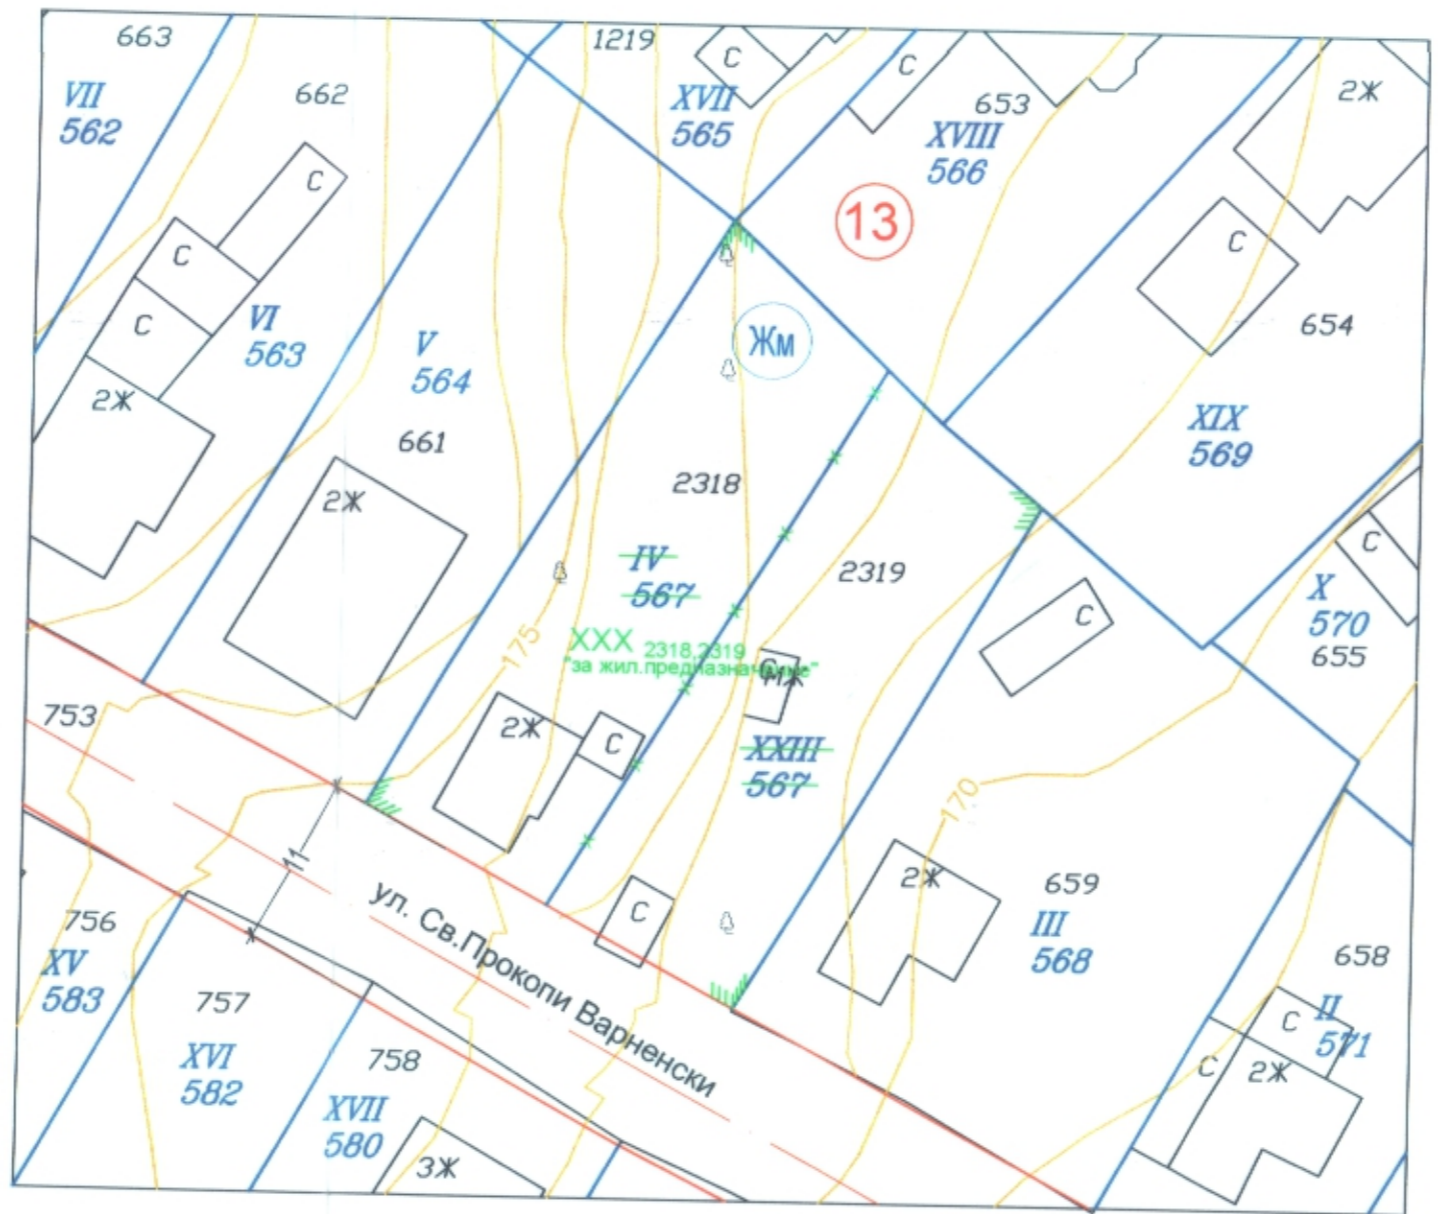 663
1219
VII
562
662
С
XVII
565
С
653
XVIII
566
2Ж
С
13
С
С
С
654
VI
563
V
564
Жм
2Ж
XIX
569
661
2318
2Ж
IV
567
2319
С
X
570
655
С
175
XXX 2318,2319
"за жил.предназначение"
МЖ
753
2Ж
С
XXIII
567
170
11
2Ж
659
III
568
С
ул. Св.Прокопи Варненски
756
XV
583
757
XVI
582
758
XVII
580
3Ж
658
II
571
С
С
2Ж